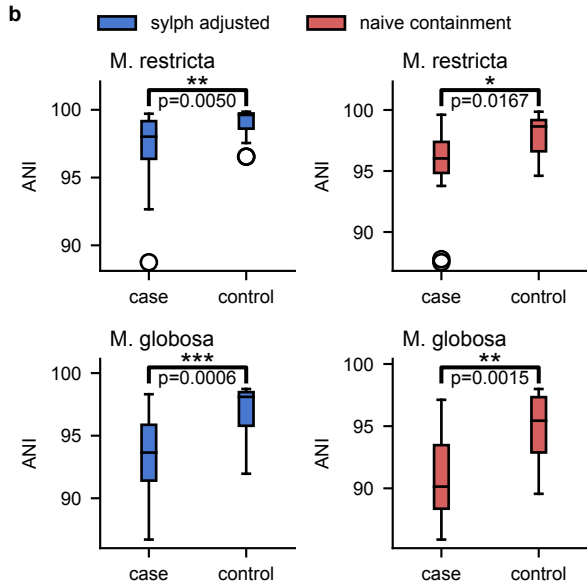 b
sylph adjusted
naive containment
M. restricta
**
p=0.0050
100
95
90
ANI
case
control
M. restricta
*
p=0.0167
100
95
90
ANI
case
control
M. globosa
***
p=0.0006
100
95
90
ANI
case
control
M. globosa
**
p=0.0015
100
95
90
ANI
case
control